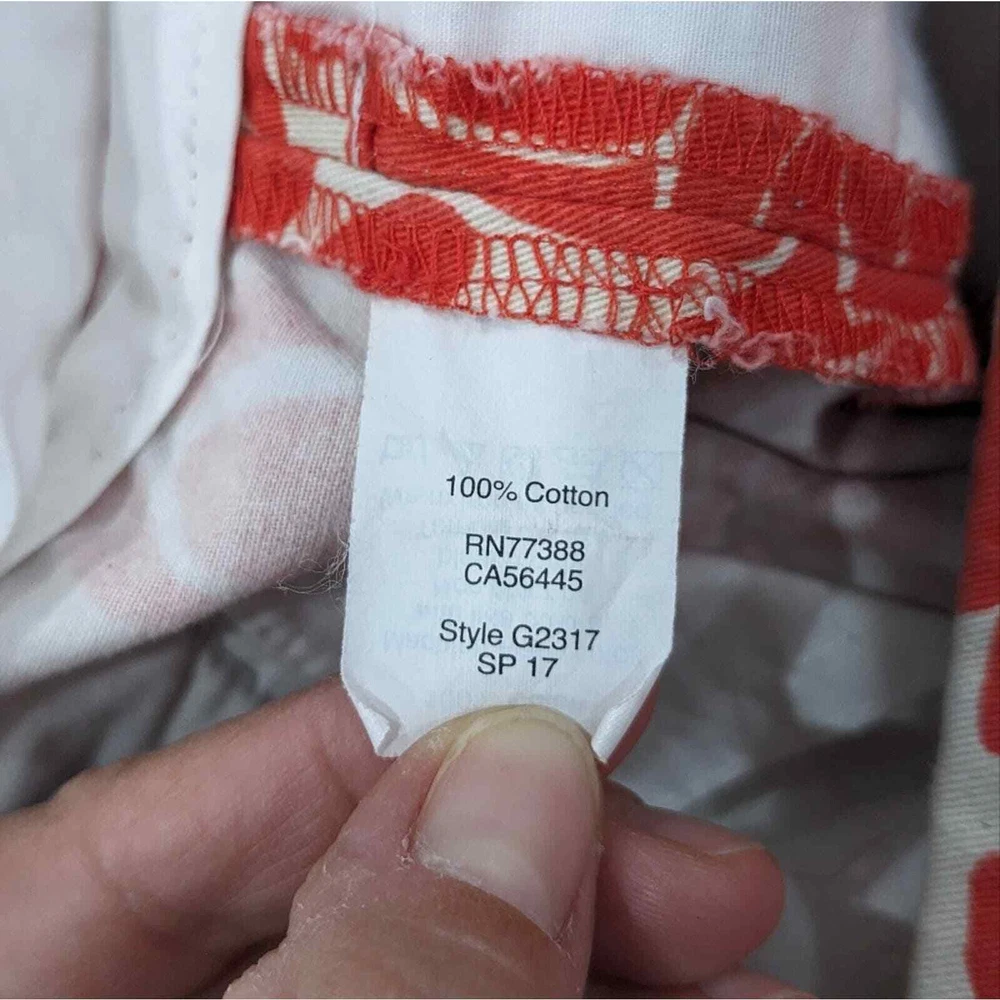 100% Cotton
RN77388
CA56445
Style G2317
SP 17